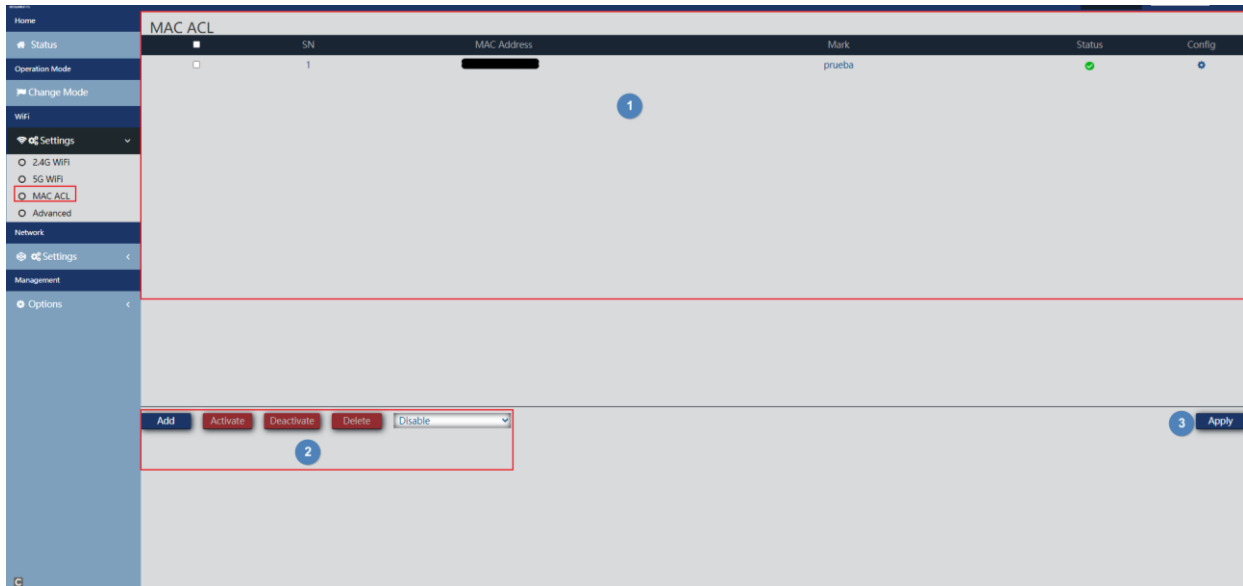 Home
MAC ACL
Status
SN MAC Address Mark Status Config
Operation Mode
1 prueba
Change Mode
1
WiFi
Settings
2.4G WiFi
5G WiFi
MAC ACL
Advanced
Network
Settings
Management
Options
Add Activate Deactivate Delete Disable
3 Apply
2
C